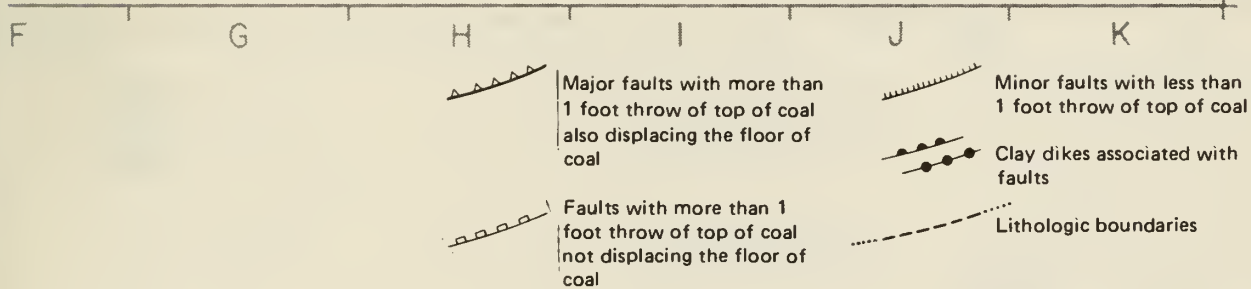 F G H I J K
Major faults with more than
1 foot throw of top of coal
also displacing the floor of
coal
Faults with more than 1
foot throw of top of coal
not displacing the floor of
coal
Minor faults with less than
1 foot throw of top of coal
Clay dikes associated with
faults
Lithologic boundaries